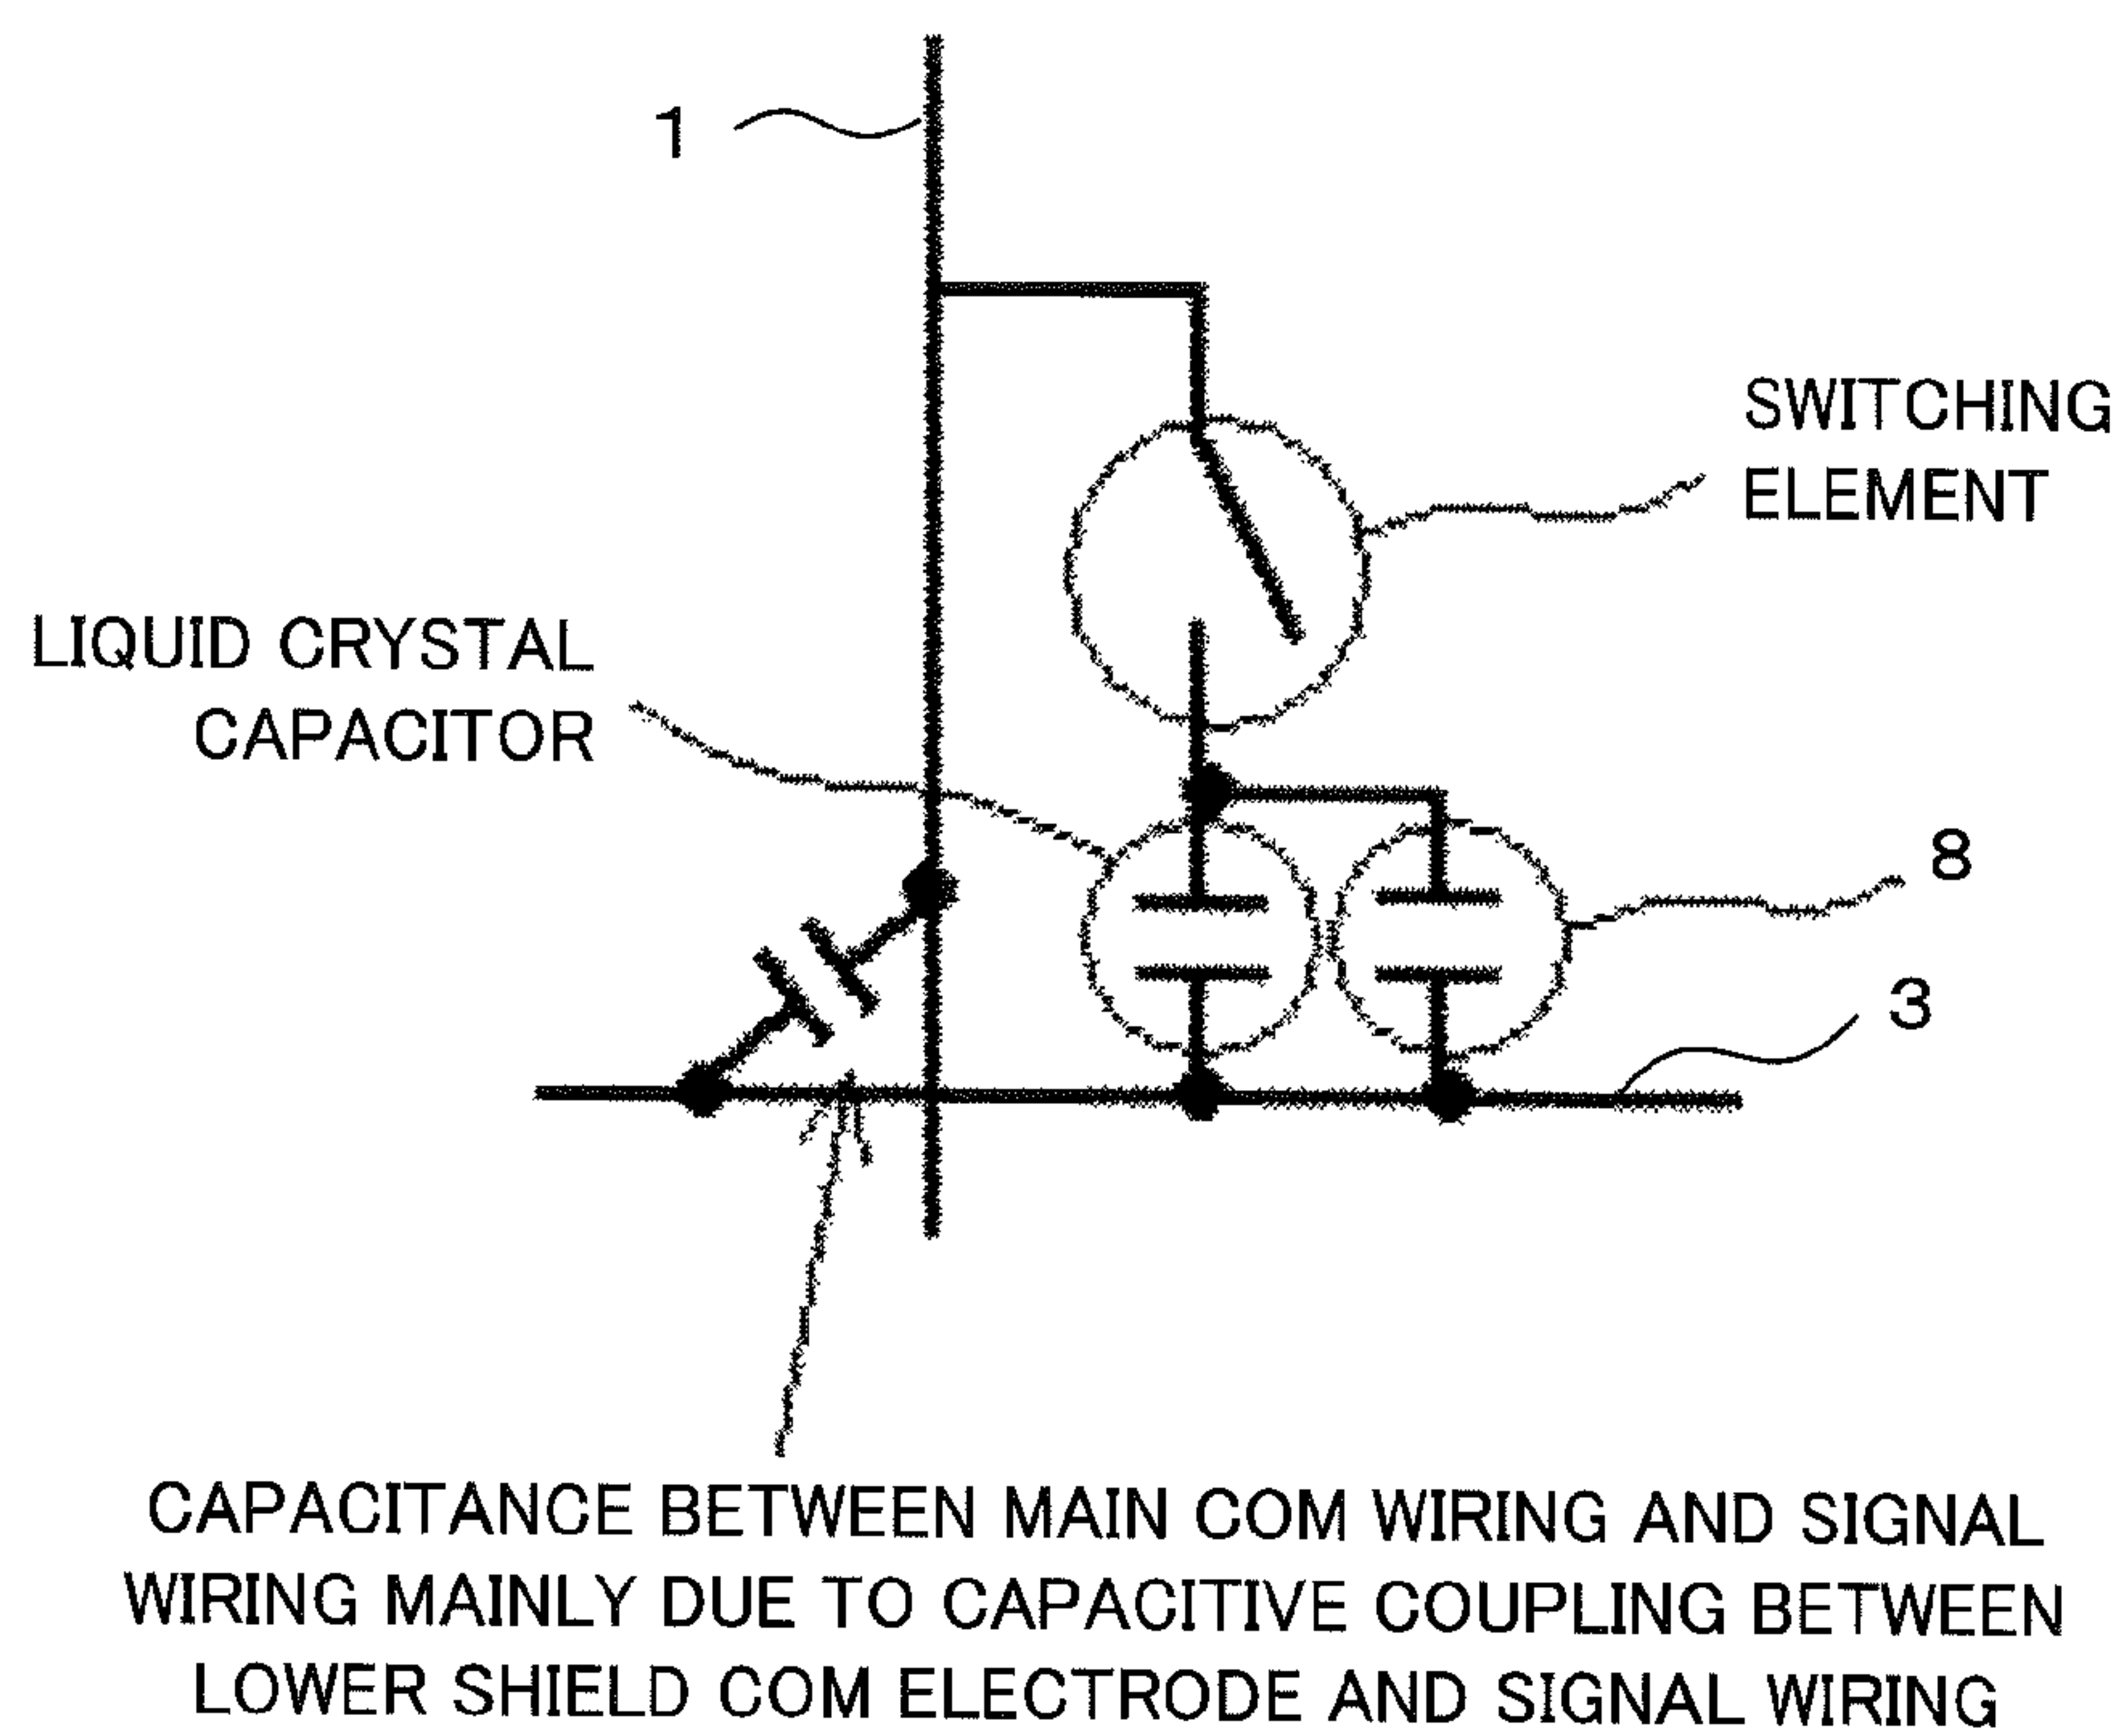 1
SWITCHING
ELEMENT
LIQUID CRYSTAL
CAPACITOR
8
3
CAPACITANCE BETWEEN MAIN COM WIRING AND SIGNAL
WIRING MAINLY DUE TO CAPACITIVE COUPLING BETWEEN
LOWER SHIELD COM ELECTRODE AND SIGNAL WIRING